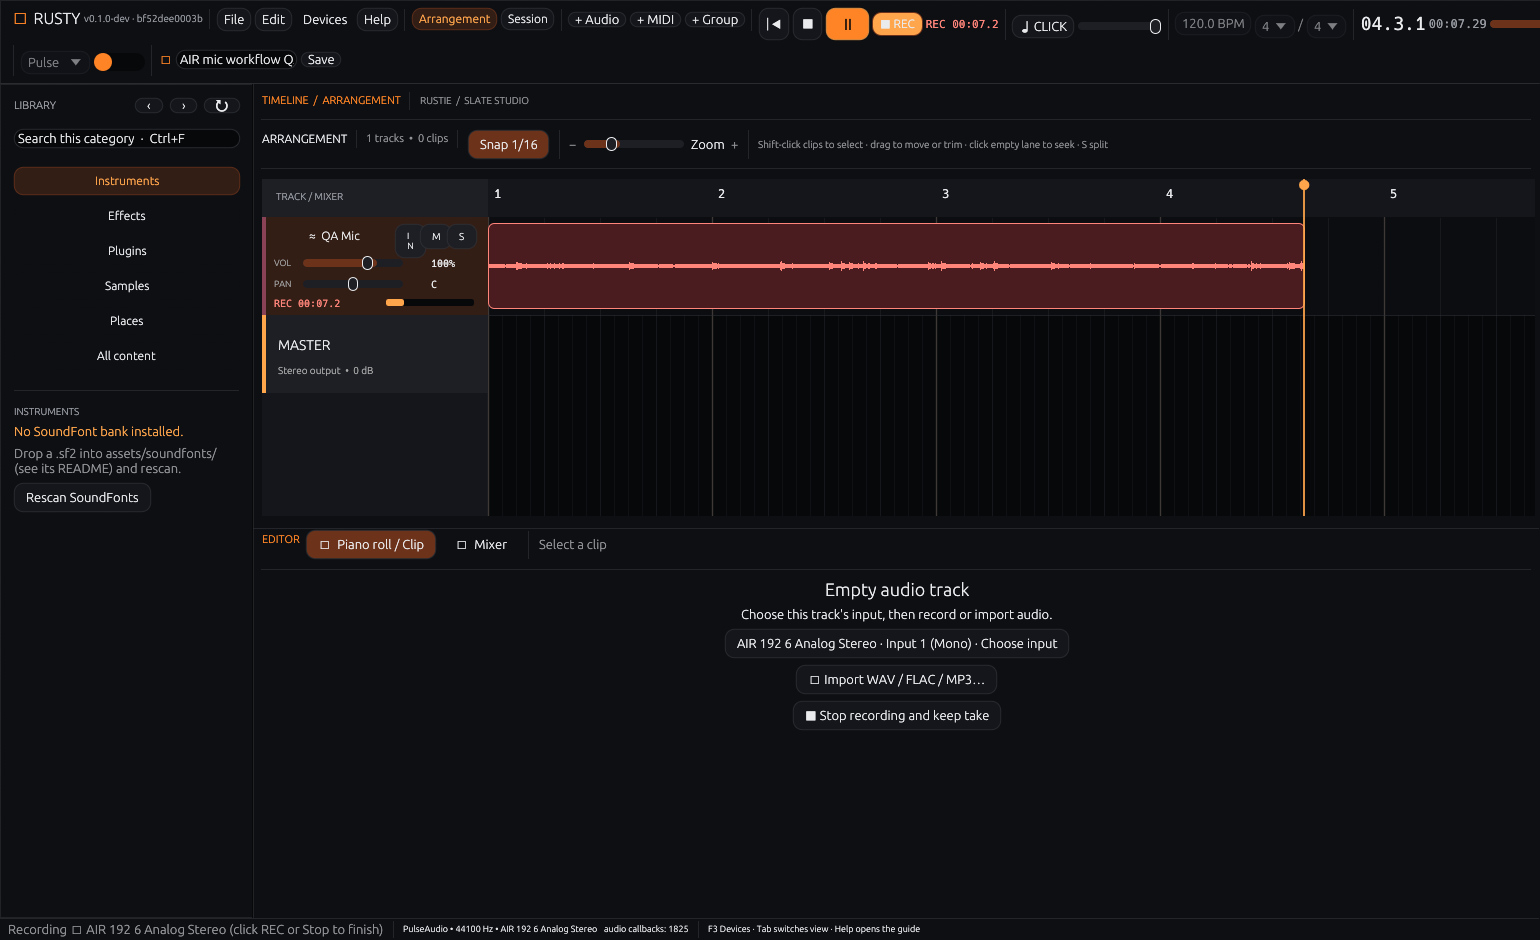 RUSTY v0.1.0-dev · bf52dee0003b File Edit Devices Help Arrangement Session + Audio + MIDI + Group REC REC 00:07.2 CLICK 120.0 BPM 4 / 4 04.3.1 00:07.29
Pulse AIR mic workflow Q Save
LIBRARY ‹ ›
Search this category · Ctrl+F
Instruments
Effects
Plugins
Samples
Places
All content
INSTRUMENTS
No SoundFont bank installed.
Drop a .sf2 into assets/soundfonts/
(see its README) and rescan.
Rescan SoundFonts
TIMELINE / ARRANGEMENT RUSTIE / SLATE STUDIO
ARRANGEMENT 1 tracks • 0 clips Snap 1/16 − Zoom + Shift-click clips to select · drag to move or trim · click empty lane to seek · S split
TRACK / MIXER 1 2 3 4 5
≈ QA Mic IN M S
VOL 100%
PAN C
REC 00:07.2
MASTER
Stereo output • 0 dB
EDITOR Piano roll / Clip Mixer Select a clip
Empty audio track
Choose this track's input, then record or import audio.
AIR 192 6 Analog Stereo · Input 1 (Mono) · Choose input
Import WAV / FLAC / MP3…
Stop recording and keep take
Recording AIR 192 6 Analog Stereo (click REC or Stop to finish) PulseAudio • 44100 Hz • AIR 192 6 Analog Stereo audio callbacks: 1825 F3 Devices · Tab switches view · Help opens the guide